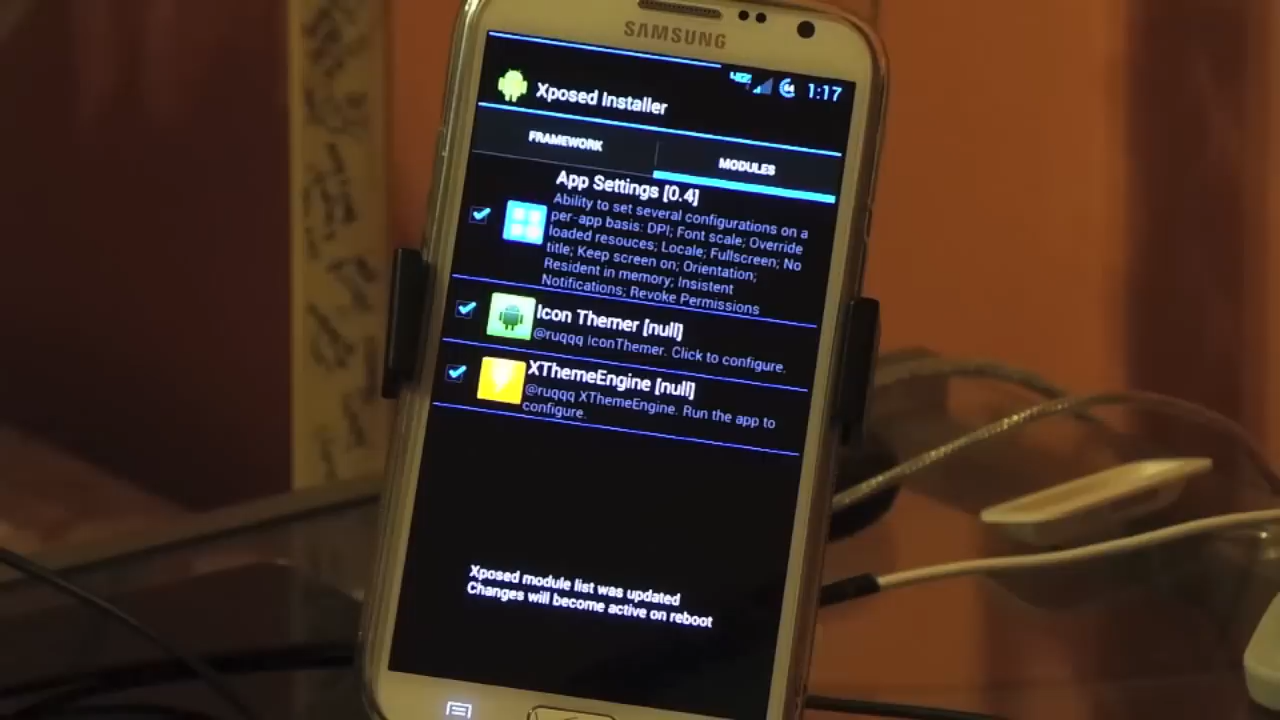 SAMSUNG
1:17
Xposed Installer
FRAMEWORK
MODULES
App Settings [0.4]
Ability to set several configurations on a
per-app basis: DPI; Font scale; Override
loaded resouces; Locale; Fullscreen; No
title; Keep screen on; Orientation;
Resident in memory; Insistent
Notifications; Revoke Permissions
Icon Themer [null]
@ruqqq IconThemer. Click to configure.
XThemeEngine [null]
@ruqqq XThemeEngine. Run the app to
configure.
Xposed module list was updated
Changes will become active on reboot